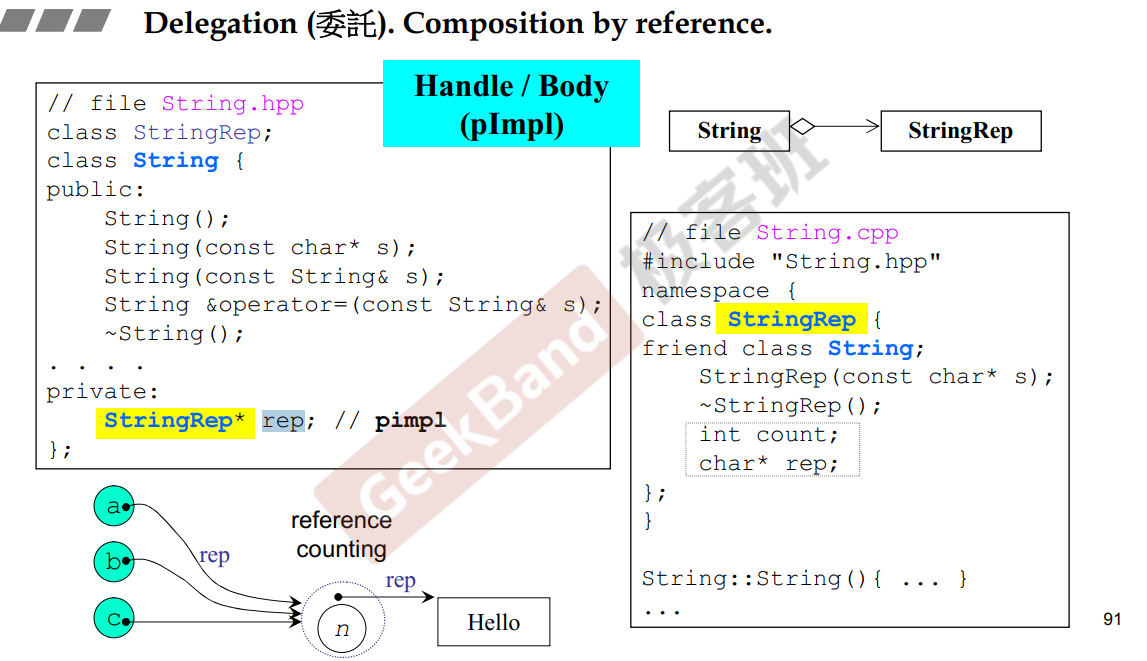 Delegation (委託). Composition by reference.
Handle / Body
(pImpl)
// file String.hpp
class StringRep;
class String {
public:
    String();
    String(const char* s);
    String(const String& s);
    String &operator=(const String& s);
    ~String();
. . . .
private:
    StringRep* rep; // pimpl
};
String
StringRep
// file String.cpp
#include "String.hpp"
namespace {
class StringRep {
friend class String;
    StringRep(const char* s);
    ~StringRep();
    int count;
    char* rep;
};
}
String::String(){ ... }
...
a
b
c
rep
reference
counting
rep
n
Hello
GeekBand
极客班
91